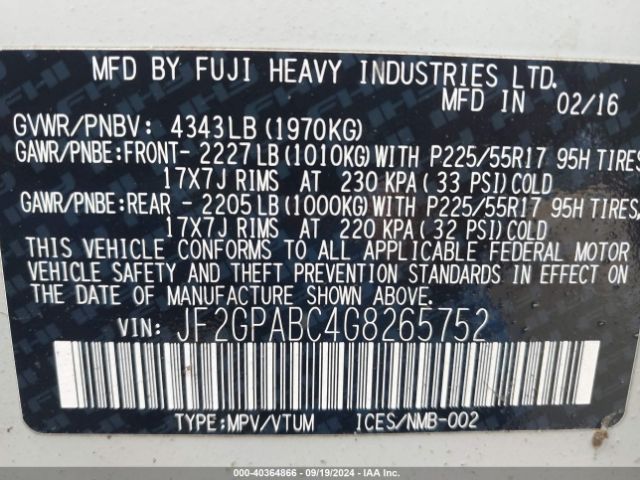 MFD BY FUJI HEAVY INDUSTRIES LTD.
MFD IN 02/16
GVWR/PNBV: 4343LB (1970KG)
GAWR/PNBE:FRONT- 2227LB(1010KG)WITH P225/55R17 95H TIRES
17X7J RIMS AT 230 KPA( 33 PSI)COLD
GAWR/PNBE:REAR - 2205LB(1000KG)WITH P225/55R17 95H TIRES
17X7J RIMS AT 220 KPA( 32 PSI)COLD
THIS VEHICLE CONFORMS TO ALL APPLICABLE FEDERAL MOTOR
VEHICLE SAFETY AND THEFT PREVENTION STANDARDS IN EFFECT ON
THE DATE OF MANUFACTURE SHOWN ABOVE.
VIN: JF2GPABC4G8265752
TYPE:MPV/VTUM ICES/NMB-002
000-40364866 - 09/19/2024 - IAA Inc.